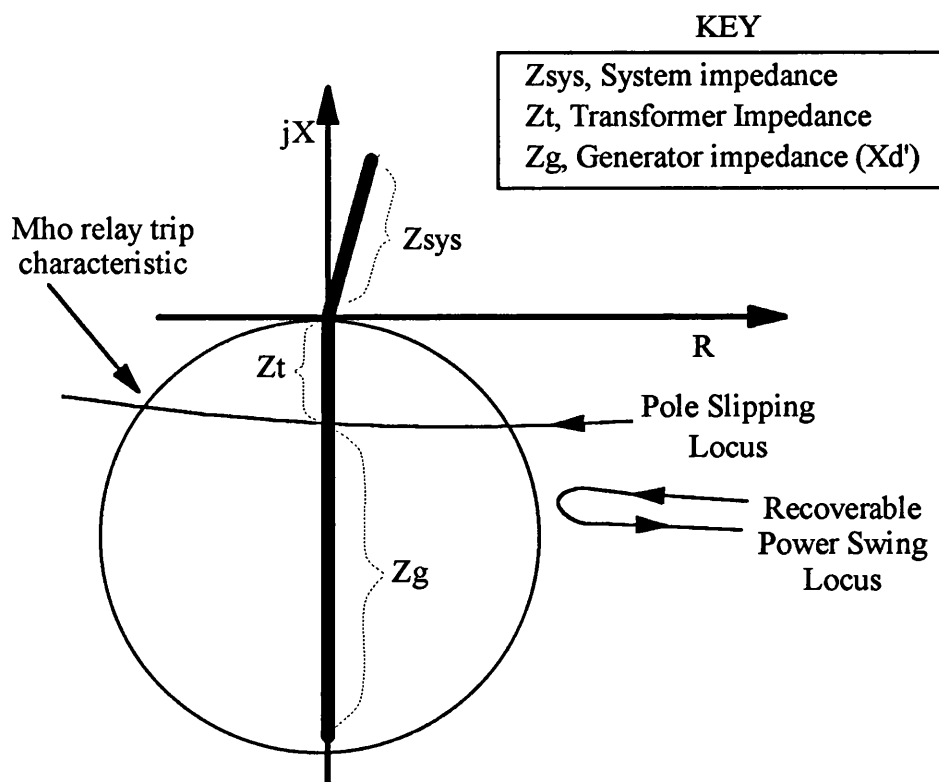 KEY
Zsys, System impedance
Zt, Transformer Impedance
Zg, Generator impedance (Xd')
jX
Mho relay trip
characteristic
Zsys
R
Zt
Pole Slipping
Locus
Zg
Recoverable
Power Swing
Locus